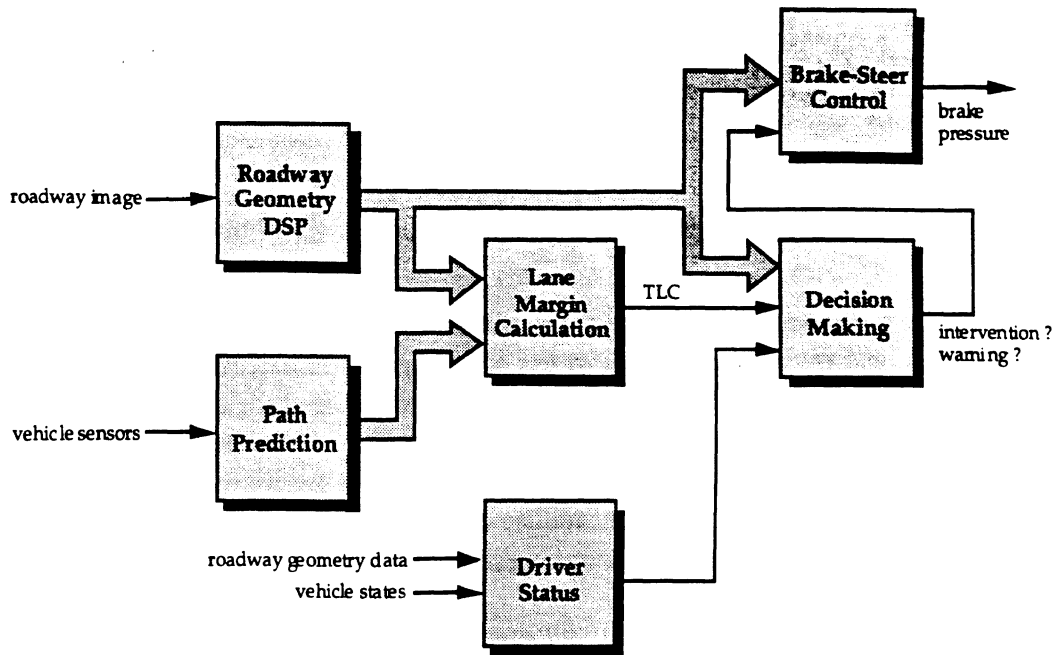 Brake-Steer
Control
brake
pressure
roadway image
Roadway
Geometry
DSP
Lane
Margin
Calculation
TLC
Decision
Making
intervention ?
warning ?
vehicle sensors
Path
Prediction
roadway geometry data
vehicle states
Driver
Status